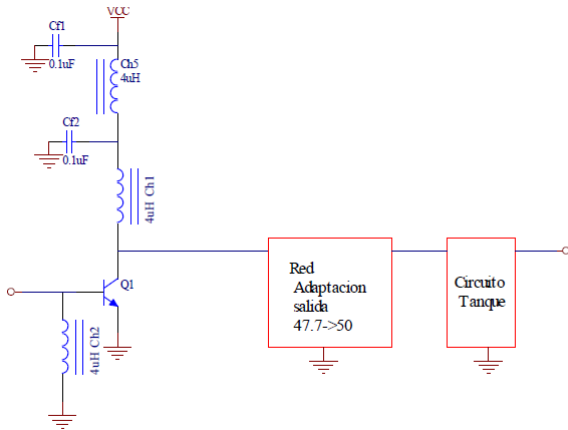 VCC
Cf1
0.1uF
Ch5
4uH
Cf2
0.1uF
4uH Ch1
Q1
4uH Ch2
Red
Adaptacion
salida
47.7->50
Circuito
Tanque